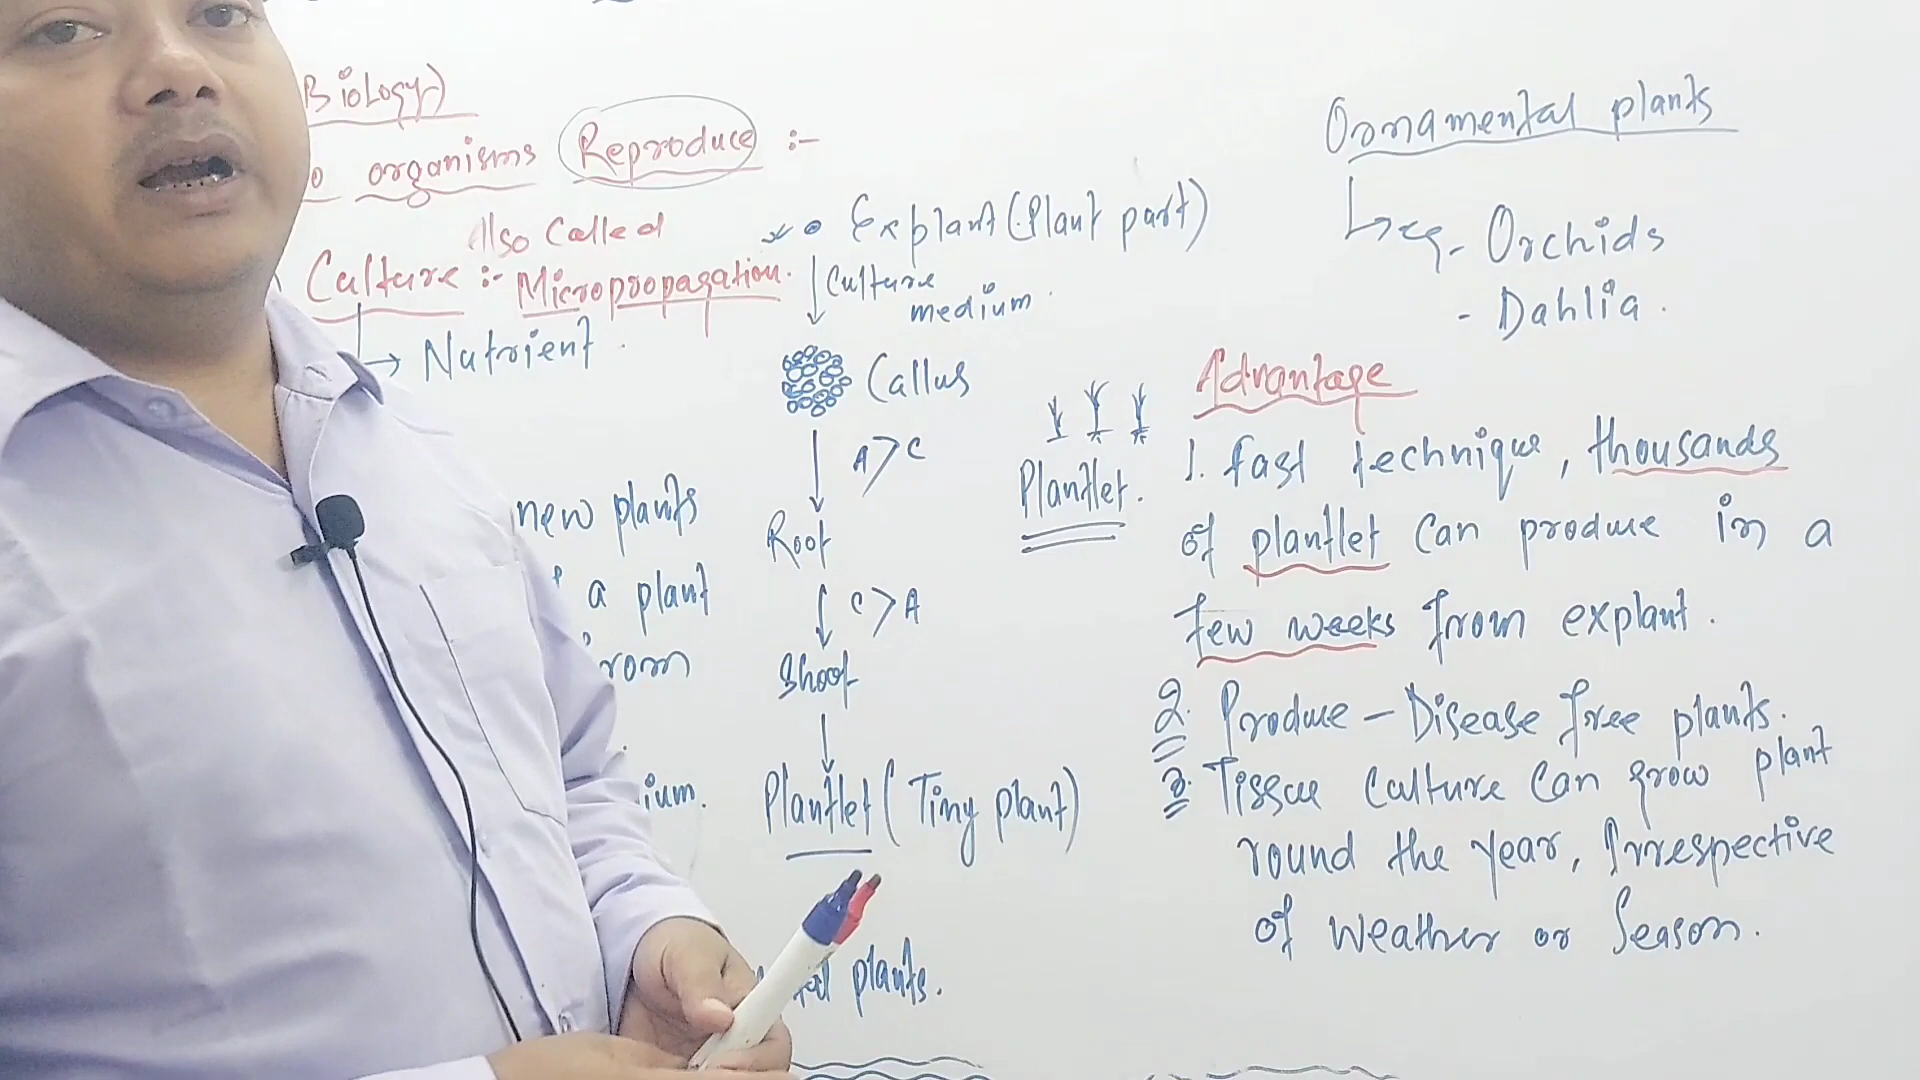 Biology)
organisms Reproduce :-
Also Called
Culture :- Micropropagation.
→ Nutrient.
new plants
a plant
rom
ium.
plants.
Explant (Plant part)
Culture
medium.
Callus
A>C
Root
C>A
Shoot
Plantlet (Tiny plant)
Plantlet.
Ornamental plants
eg- Orchids
- Dahlia.
Advantage
1. fast technique, thousands
of plantlet Can produce in a
few weeks from explant.
2. Produce - Disease free plants.
3. Tissue Culture Can grow plant
round the year, Irrespective
of weather or Season.